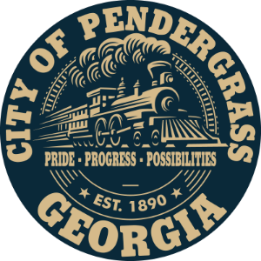 CITY OF PENDERGRASS
PRIDE - PROGRESS - POSSIBILITIES
EST. 1890
GEORGIA